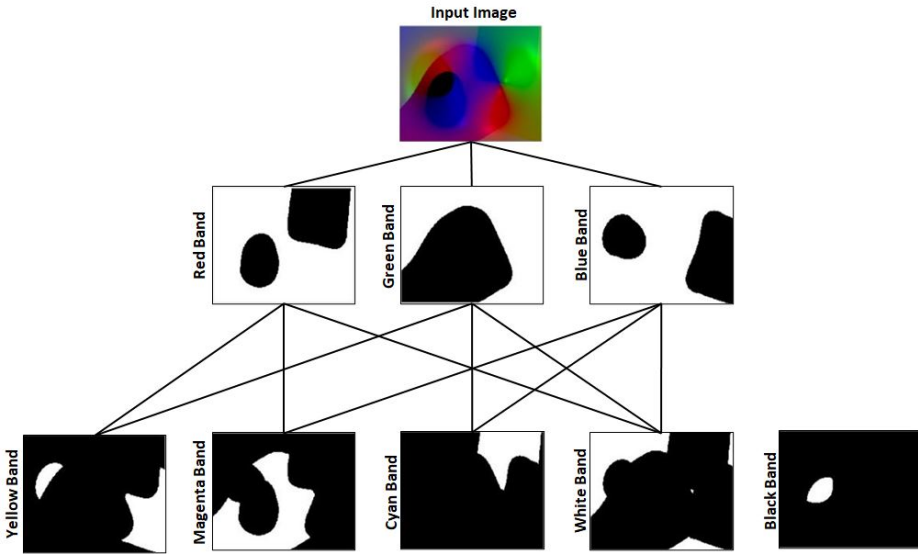 Input Image
Red Band
Green Band
Blue Band
Yellow Band
Magenta Band
Cyan Band
White Band
Black Band